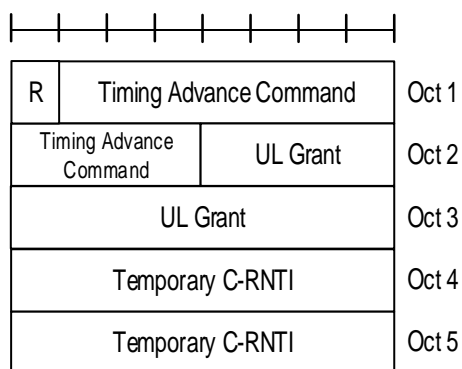 R Timing Advance Command Oct 1
Timing Advance
Command UL Grant Oct 2
UL Grant Oct 3
Temporary C-RNTI Oct 4
Temporary C-RNTI Oct 5